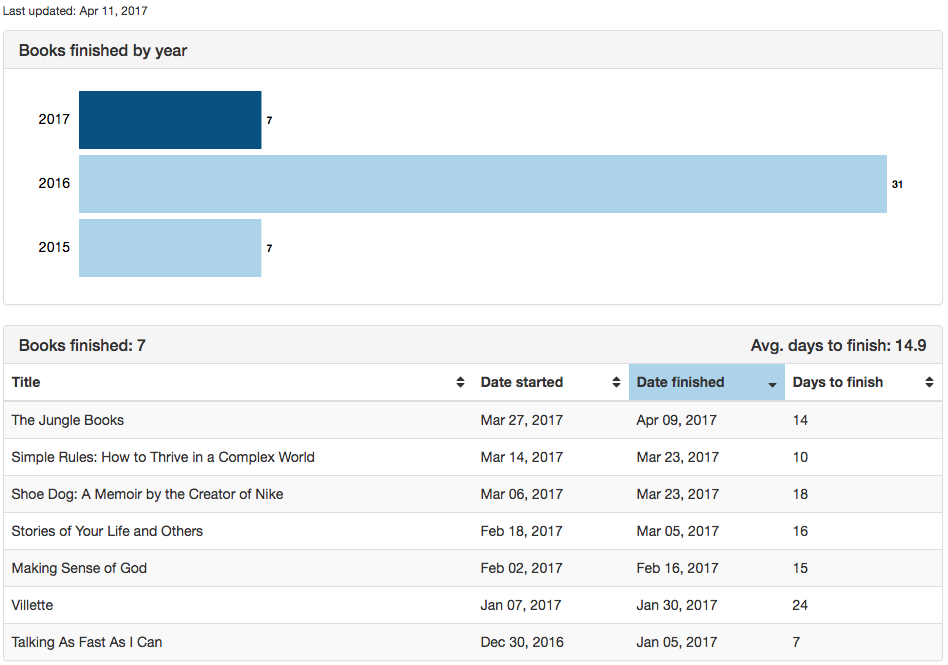 Last updated: Apr 11, 2017
Books finished by year
2017 7
2016 31
2015 7
Books finished: 7 Avg. days to finish: 14.9
Title Date started Date finished Days to finish
The Jungle Books Mar 27, 2017 Apr 09, 2017 14
Simple Rules: How to Thrive in a Complex World Mar 14, 2017 Mar 23, 2017 10
Shoe Dog: A Memoir by the Creator of Nike Mar 06, 2017 Mar 23, 2017 18
Stories of Your Life and Others Feb 18, 2017 Mar 05, 2017 16
Making Sense of God Feb 02, 2017 Feb 16, 2017 15
Villette Jan 07, 2017 Jan 30, 2017 24
Talking As Fast As I Can Dec 30, 2016 Jan 05, 2017 7